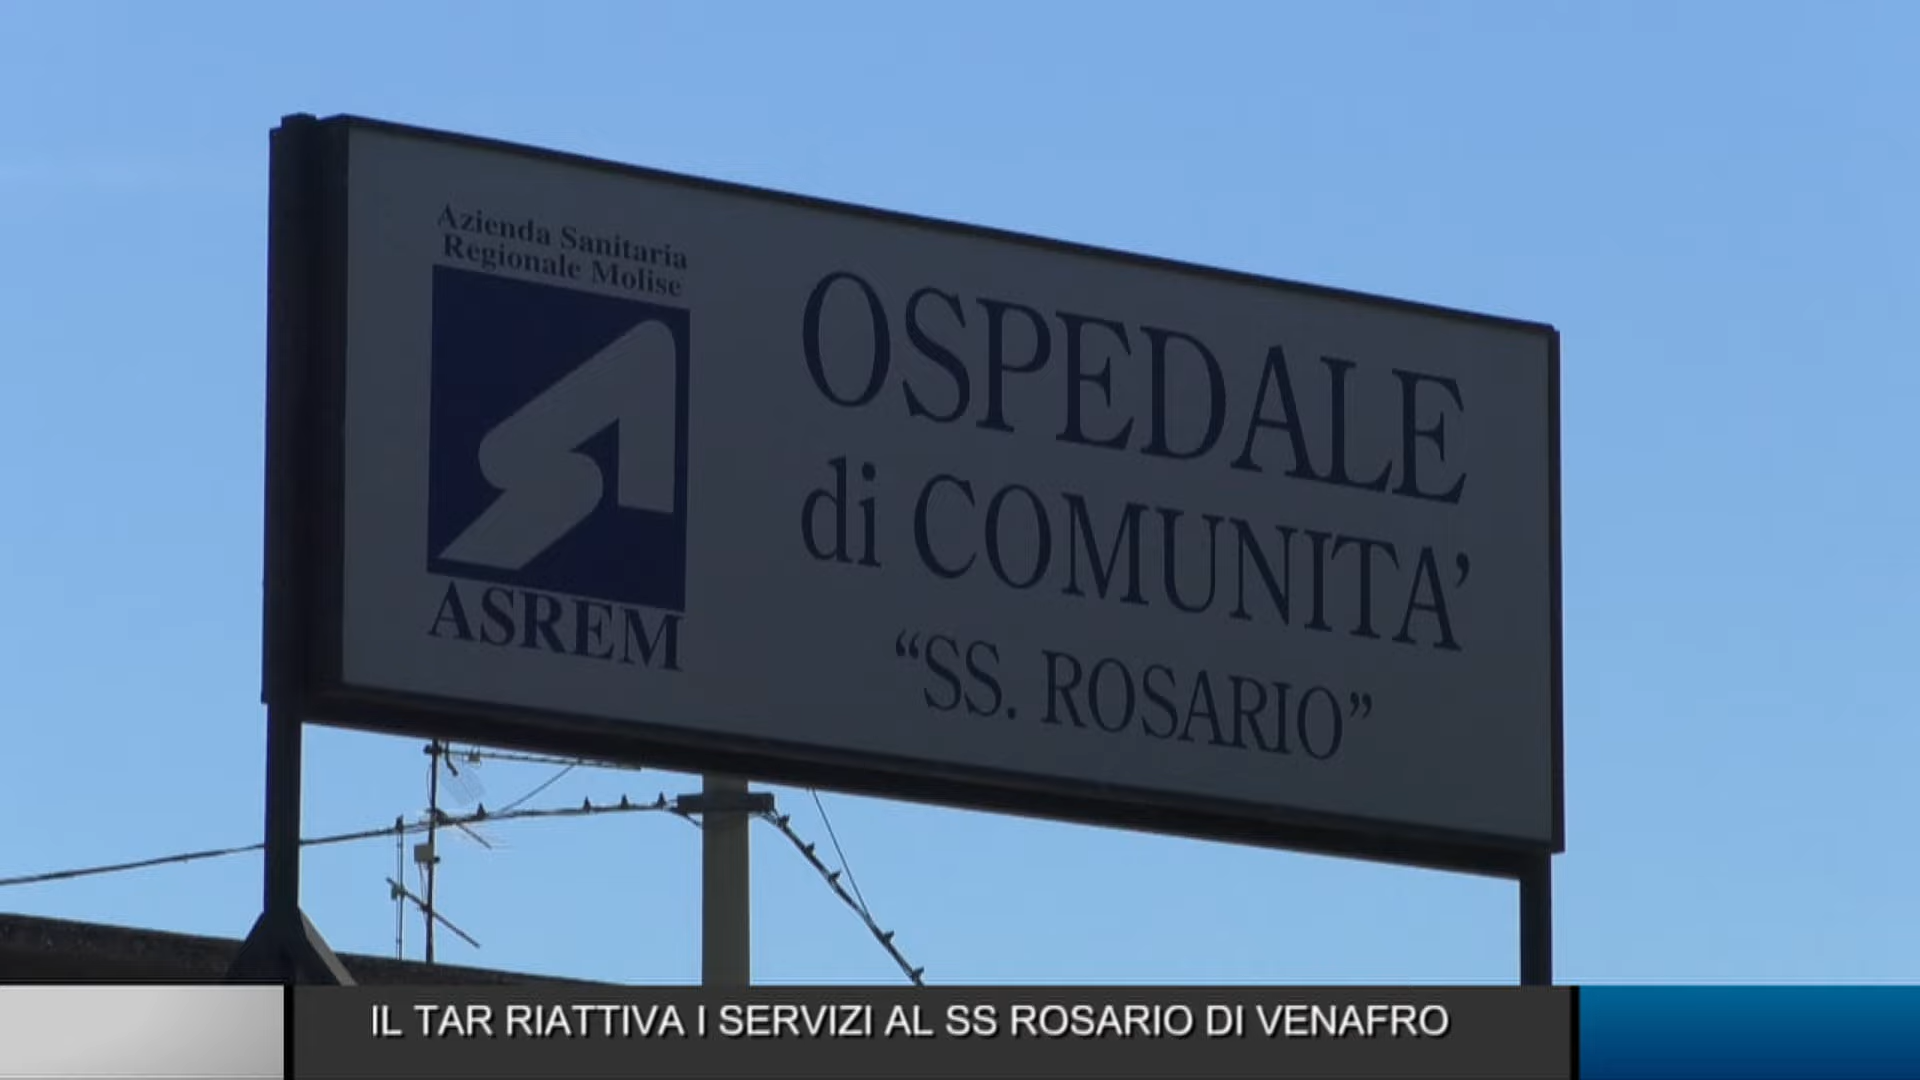 Azienda Sanitaria
Regionale Molise
ASREM
OSPEDALE
di COMUNITA'
“SS. ROSARIO”
IL TAR RIATTIVA I SERVIZI AL SS ROSARIO DI VENAFRO